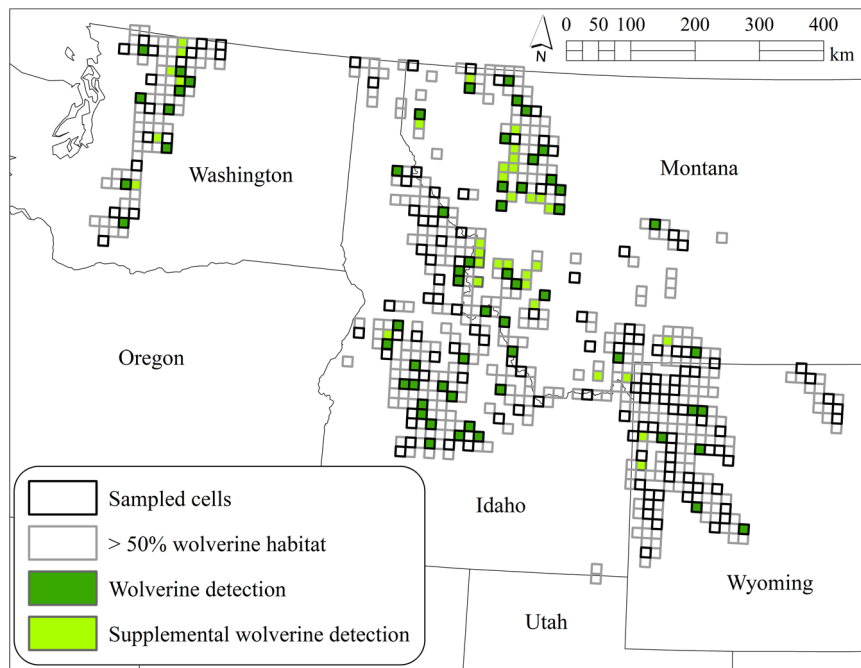 0 50 100 200 300 400
km
N
Washington
Montana
Oregon
Idaho
Wyoming
Utah
Sampled cells
> 50% wolverine habitat
Wolverine detection
Supplemental wolverine detection